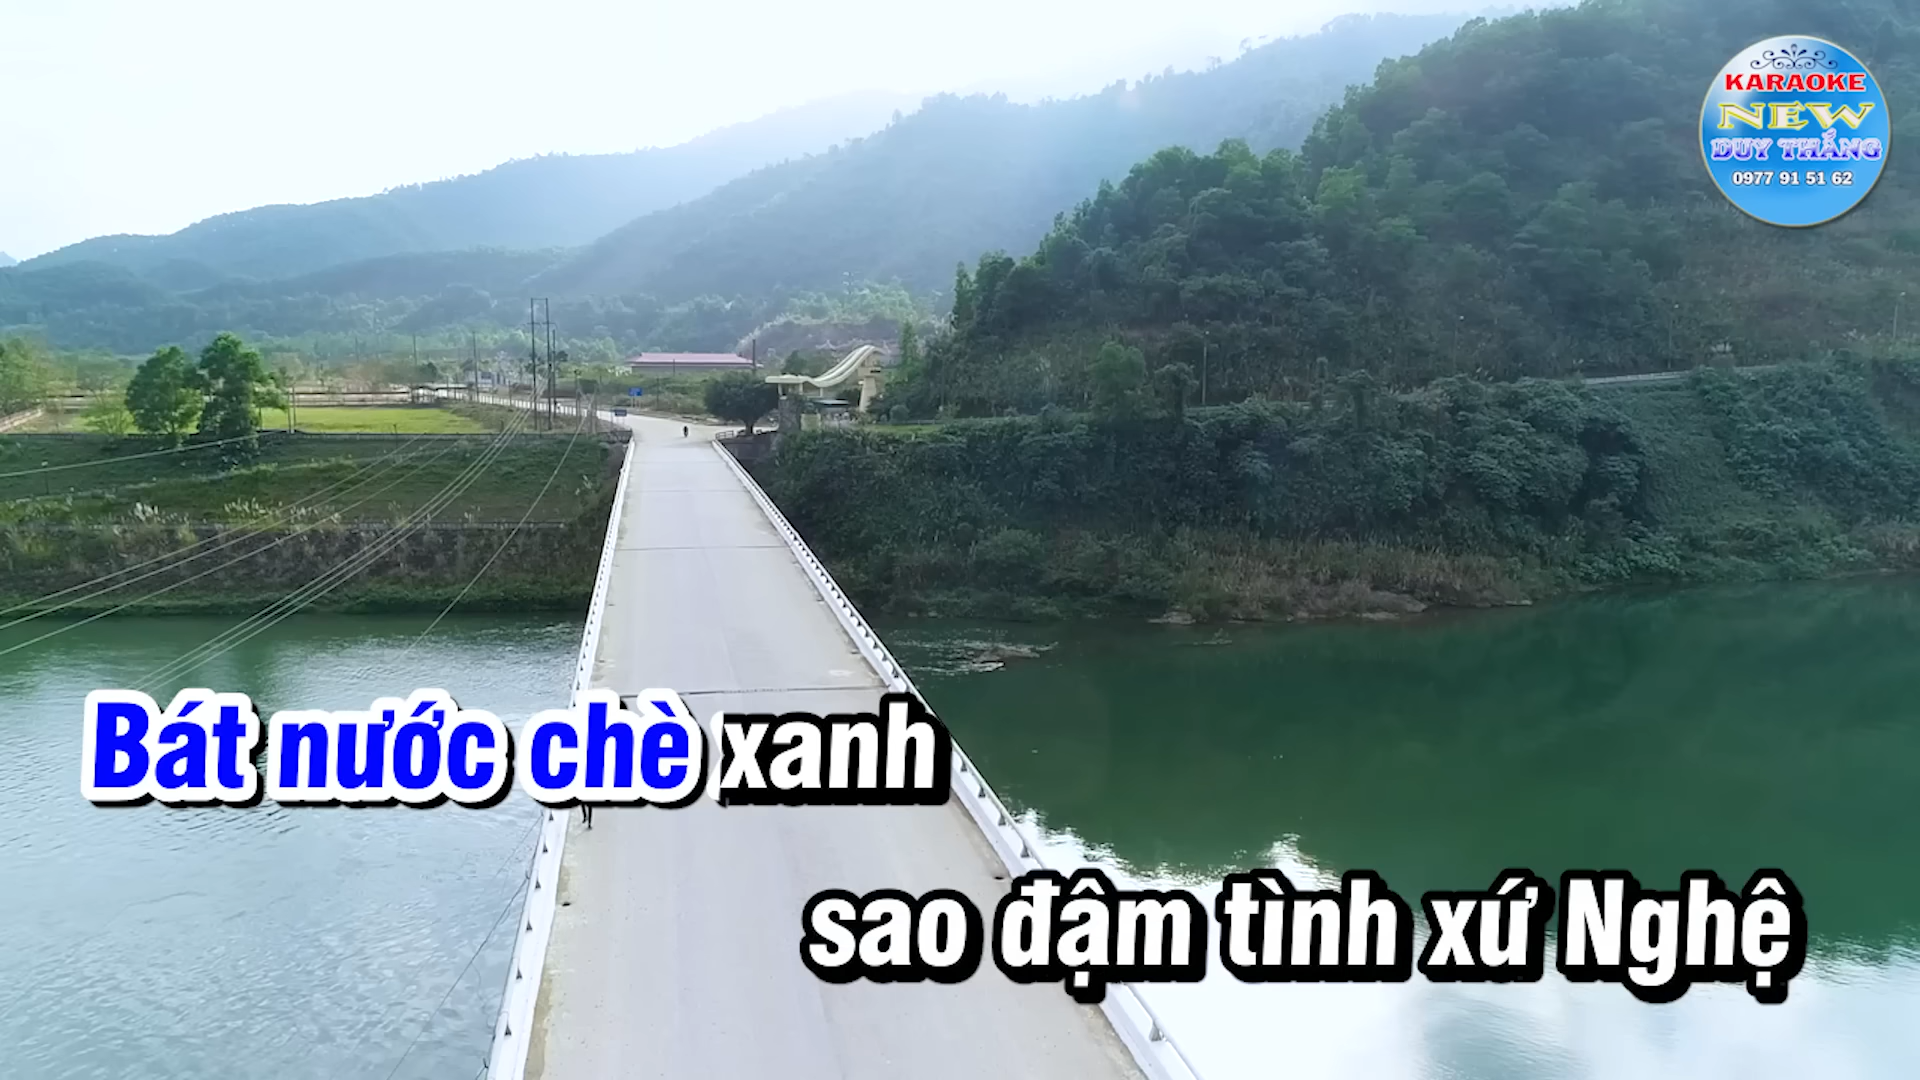 KARAOKE
NEW
DUY THẮNG
0977 91 51 62
Bát nước chè xanh
sao đậm tình xứ Nghệ